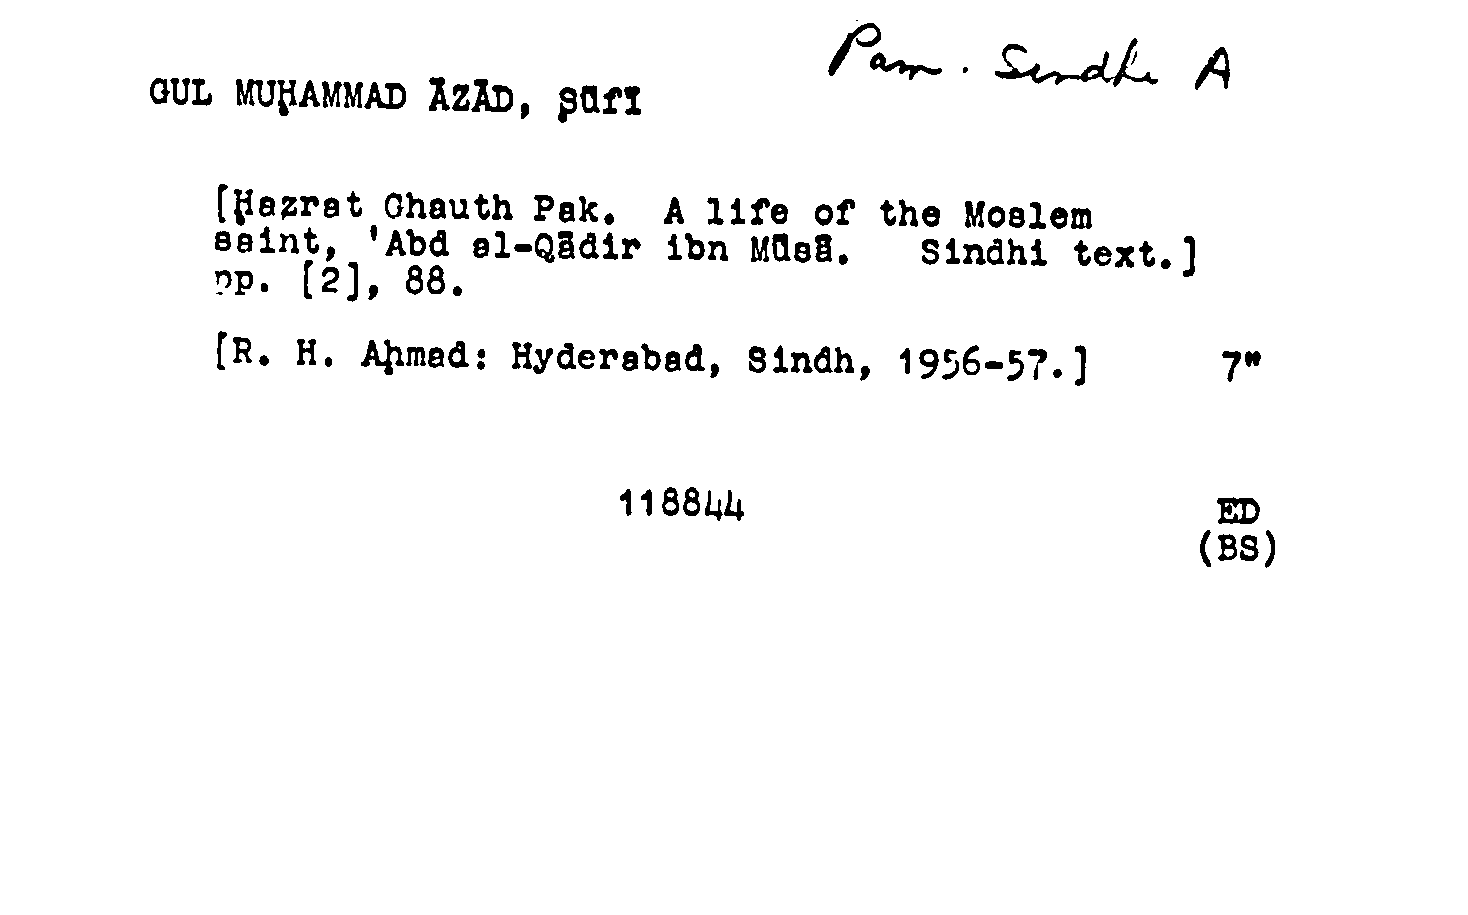 Pam. Sindhi A
GUL MUḤAMMAD ĀZĀD, ṣūfī
[Ḥazrat Ghauth Pak. A life of the Moslem
saint, 'Abd al-Qādir ibn Mūsā. Sindhi text.]
pp. [2], 88.
[R. H. Aḥmad: Hyderabad, Sindh, 1956-57.] 7"
118844
ED
(BS)